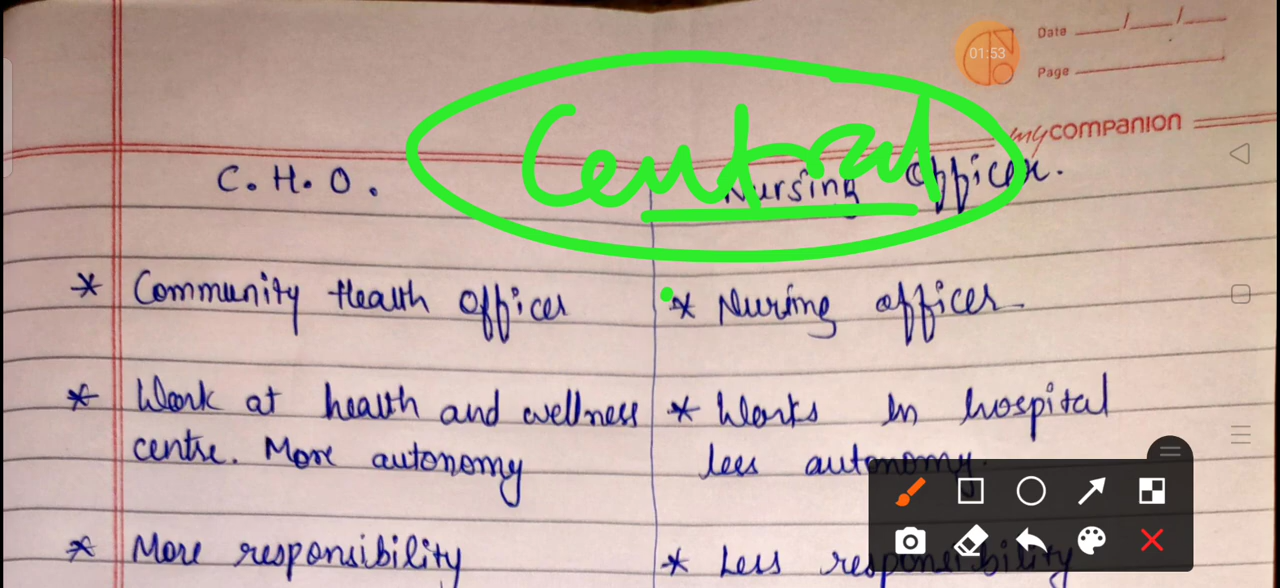 Date
01:53
Page
my COMPANION
Central
C.H.O. Nursing Officer.
* Community Health Officer * Nursing officer
* Work at health and wellness * Works in hospital
centre. More autonomy less autonomy.
* More responsibility * Less responsibility